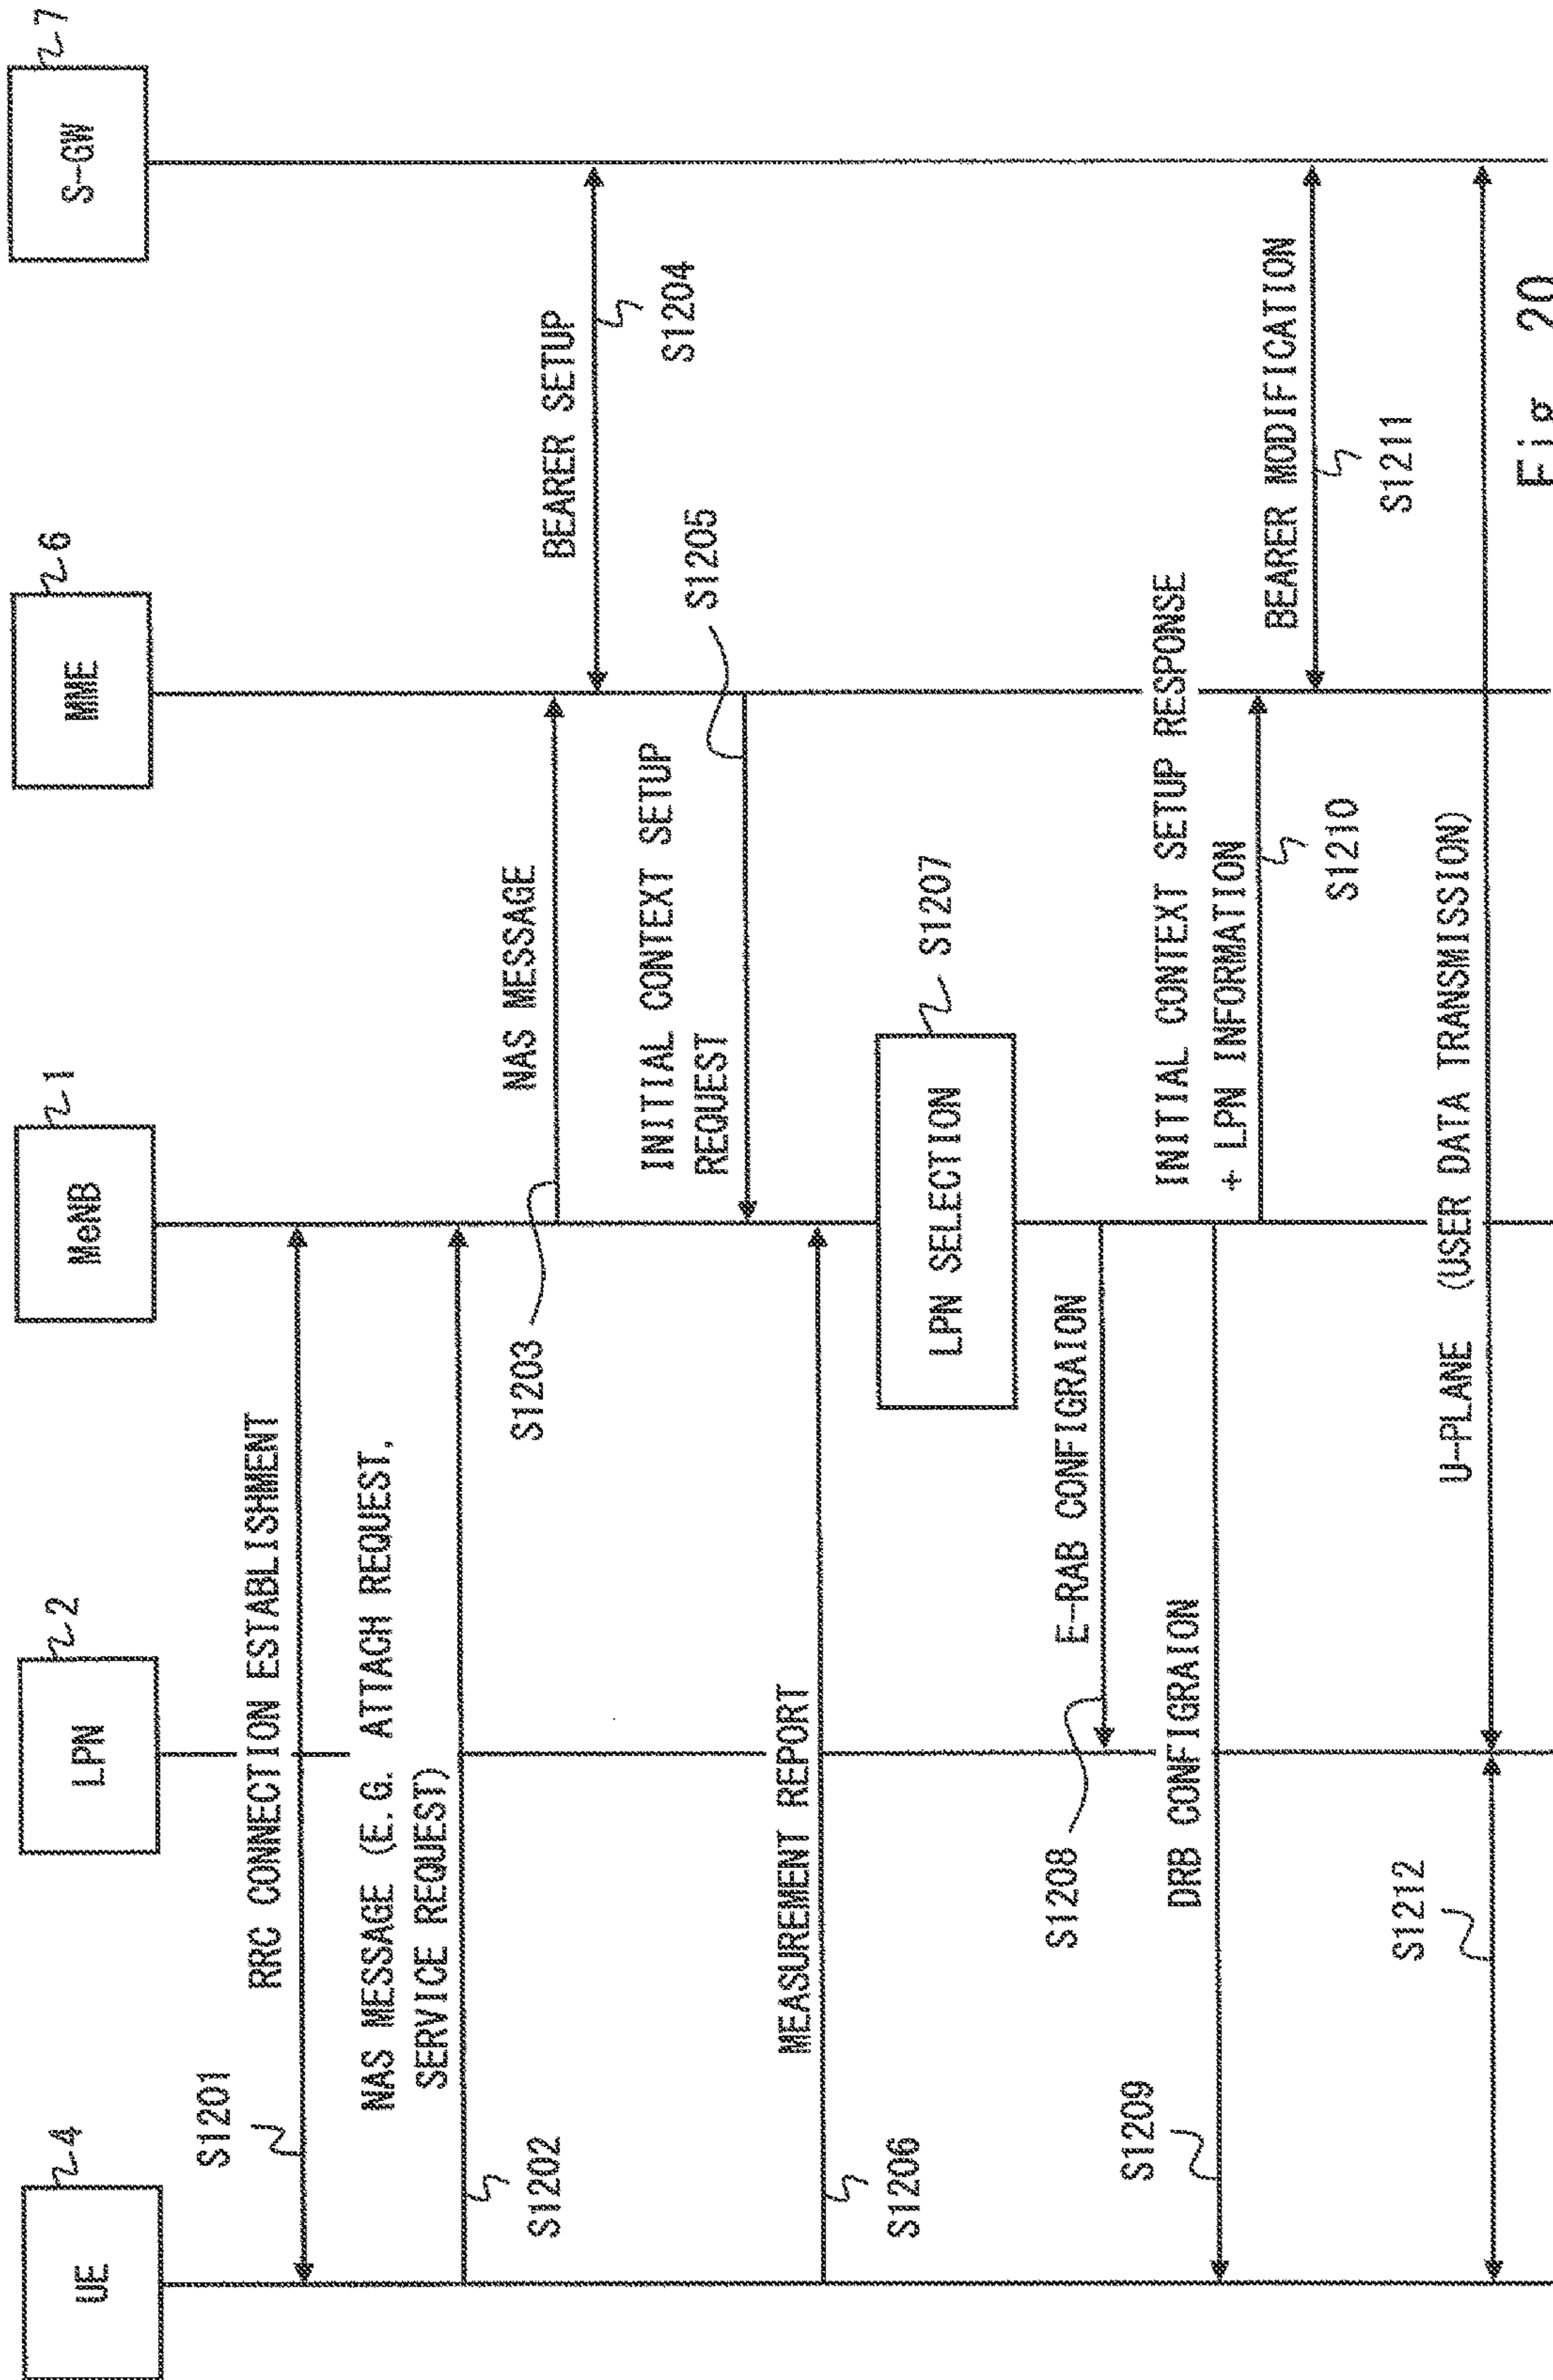 UE
4
LPN
2
MeNB
1
MME
6
S-GW
7
S1201
RRC CONNECTION ESTABLISHMENT
NAS MESSAGE (E.G. ATTACH REQUEST,
SERVICE REQUEST)
S1202
S1203
NAS MESSAGE
BEARER SETUP
S1204
INITIAL CONTEXT SETUP
REQUEST
S1205
MEASUREMENT REPORT
S1206
LPN SELECTION
S1207
E-RAB CONFIGRAION
S1208
DRB CONFIGRAION
S1209
INITIAL CONTEXT SETUP RESPONSE
+ LPN INFORMATION
S1210
BEARER MODIFICATION
S1211
U-PLANE (USER DATA TRANSMISSION)
S1212
Fig. 20